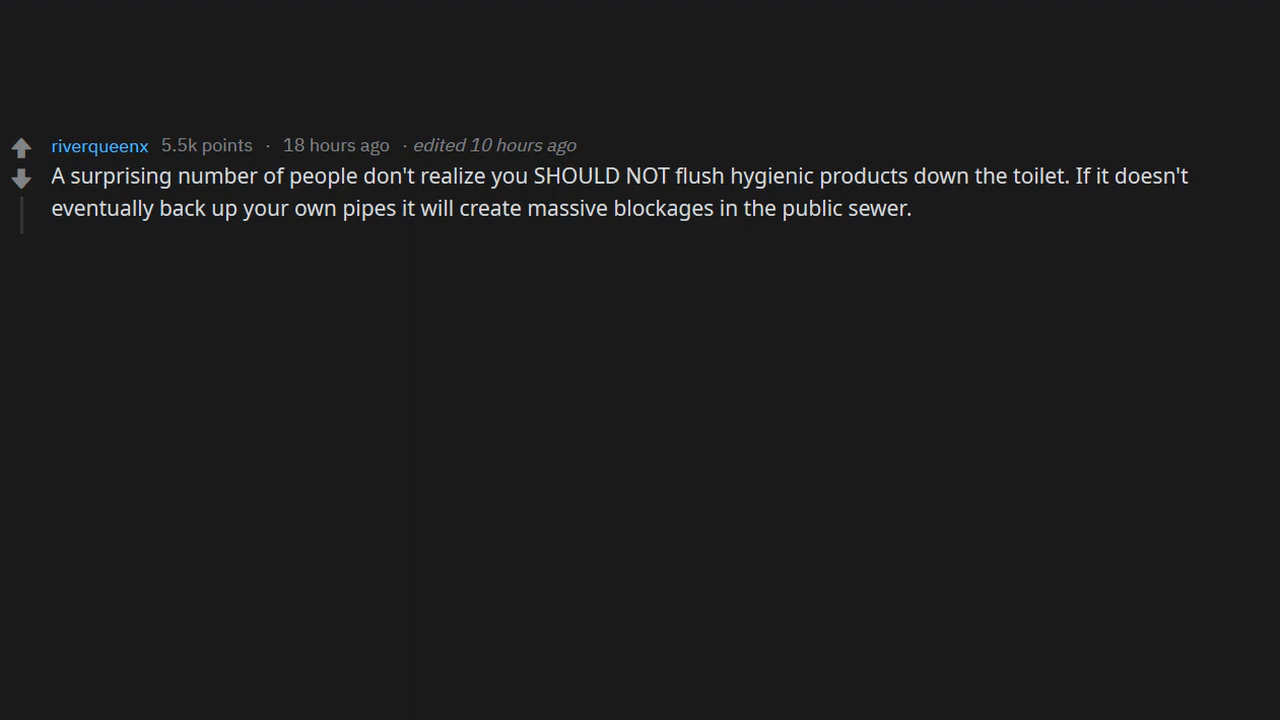 riverqueenx 5.5k points · 18 hours ago · edited 10 hours ago
A surprising number of people don't realize you SHOULD NOT flush hygienic products down the toilet. If it doesn't
eventually back up your own pipes it will create massive blockages in the public sewer.